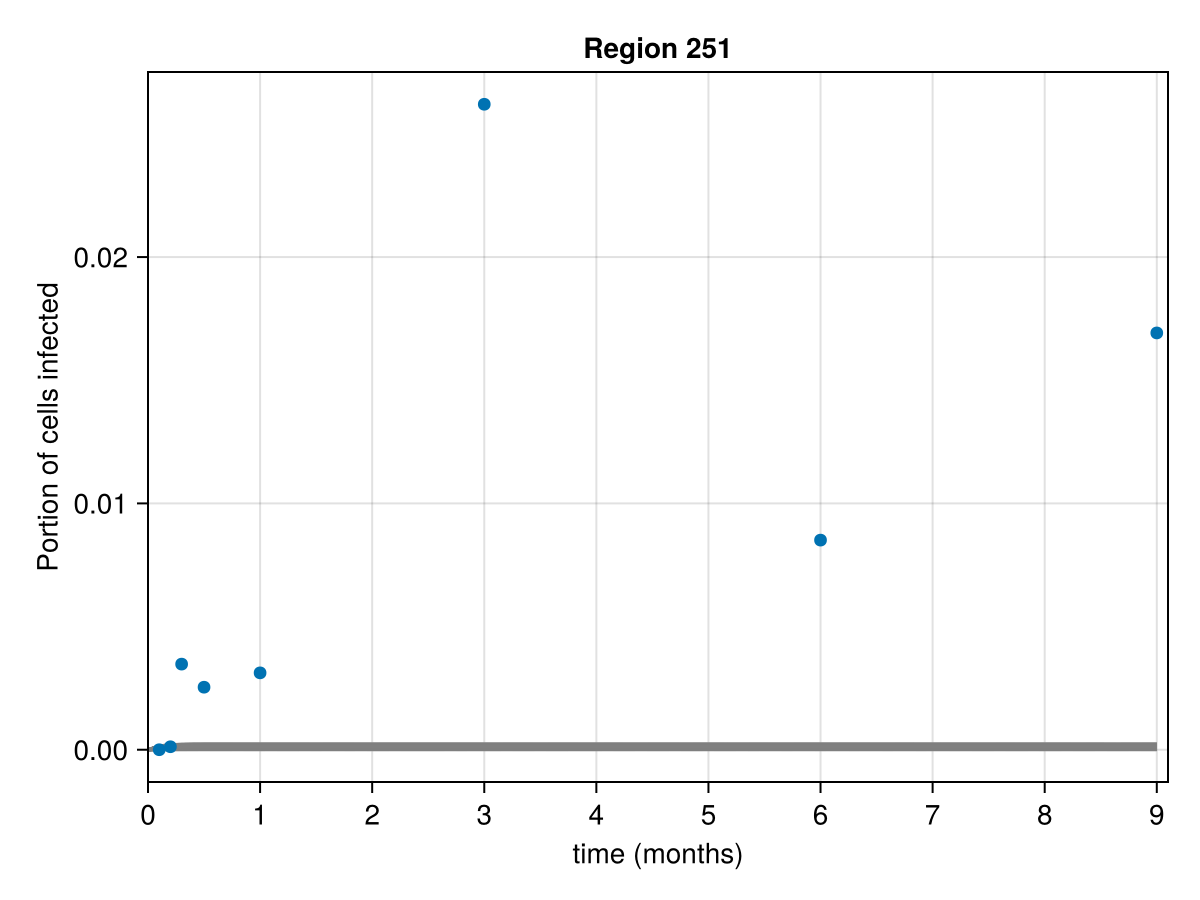 Region 251
Portion of cells infected
0.02
0.01
0.00
0 1 2 3 4 5 6 7 8 9
time (months)